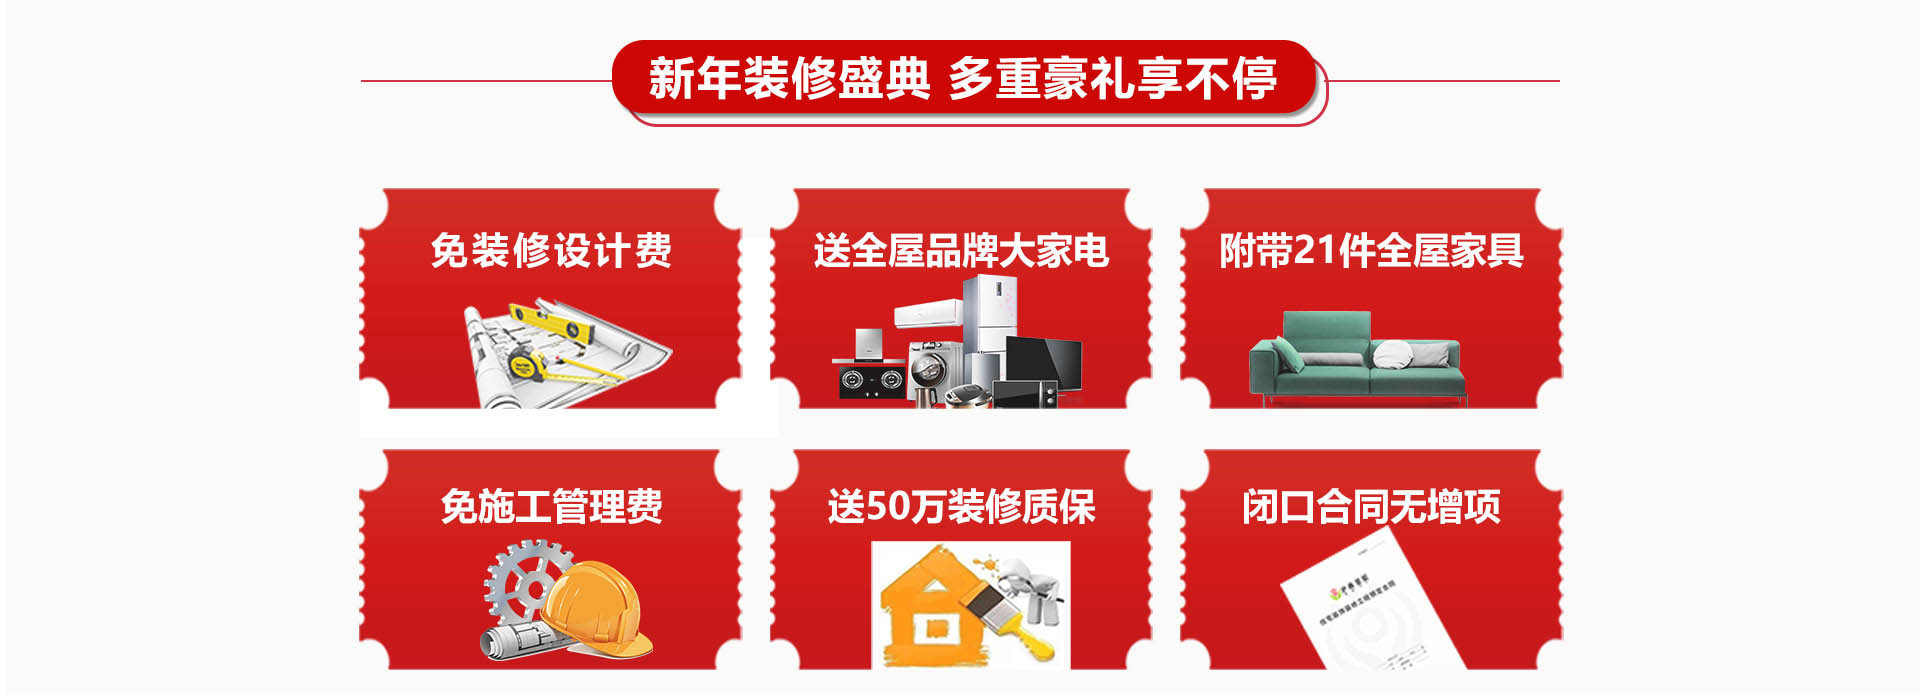 新年装修盛典 多重豪礼享不停
免装修设计费
送全屋品牌大家电
附带21件全屋家具
免施工管理费
送50万装修质保
闭口合同无增项